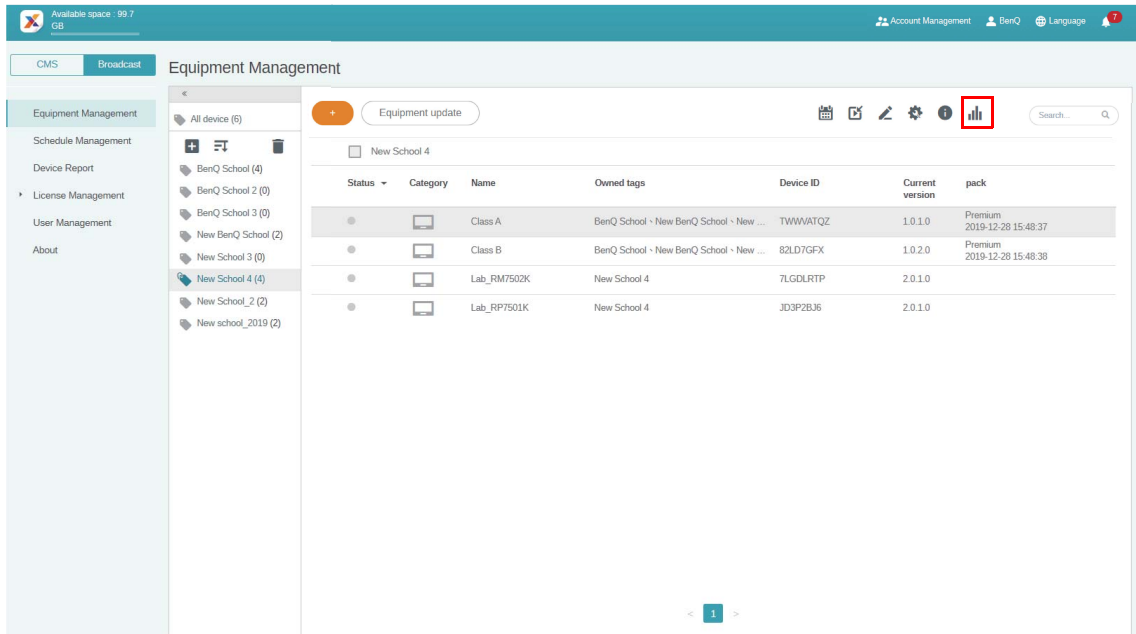 Available space : 99.7
GB
Account Management
BenQ
Language
7
CMS
Broadcast
Equipment Management
Equipment Management
Schedule Management
Device Report
License Management
User Management
About
«
All device (6)
BenQ School (4)
BenQ School 2 (0)
BenQ School 3 (0)
New BenQ School (2)
New School 3 (0)
New School 4 (4)
New School_2 (2)
New school_2019 (2)
+
Equipment update
Search...
New School 4
Status Category Name Owned tags Device ID Current version pack
Class A BenQ School、New BenQ School、New ... TWWVATQZ 1.0.1.0 Premium
2019-12-28 15:48:37
Class B BenQ School、New BenQ School、New ... 82LD7GFX 1.0.2.0 Premium
2019-12-28 15:48:38
Lab_RM7502K New School 4 7LGDLRTP 2.0.1.0
Lab_RP7501K New School 4 JD3P2BJ6 2.0.1.0
< 1 >